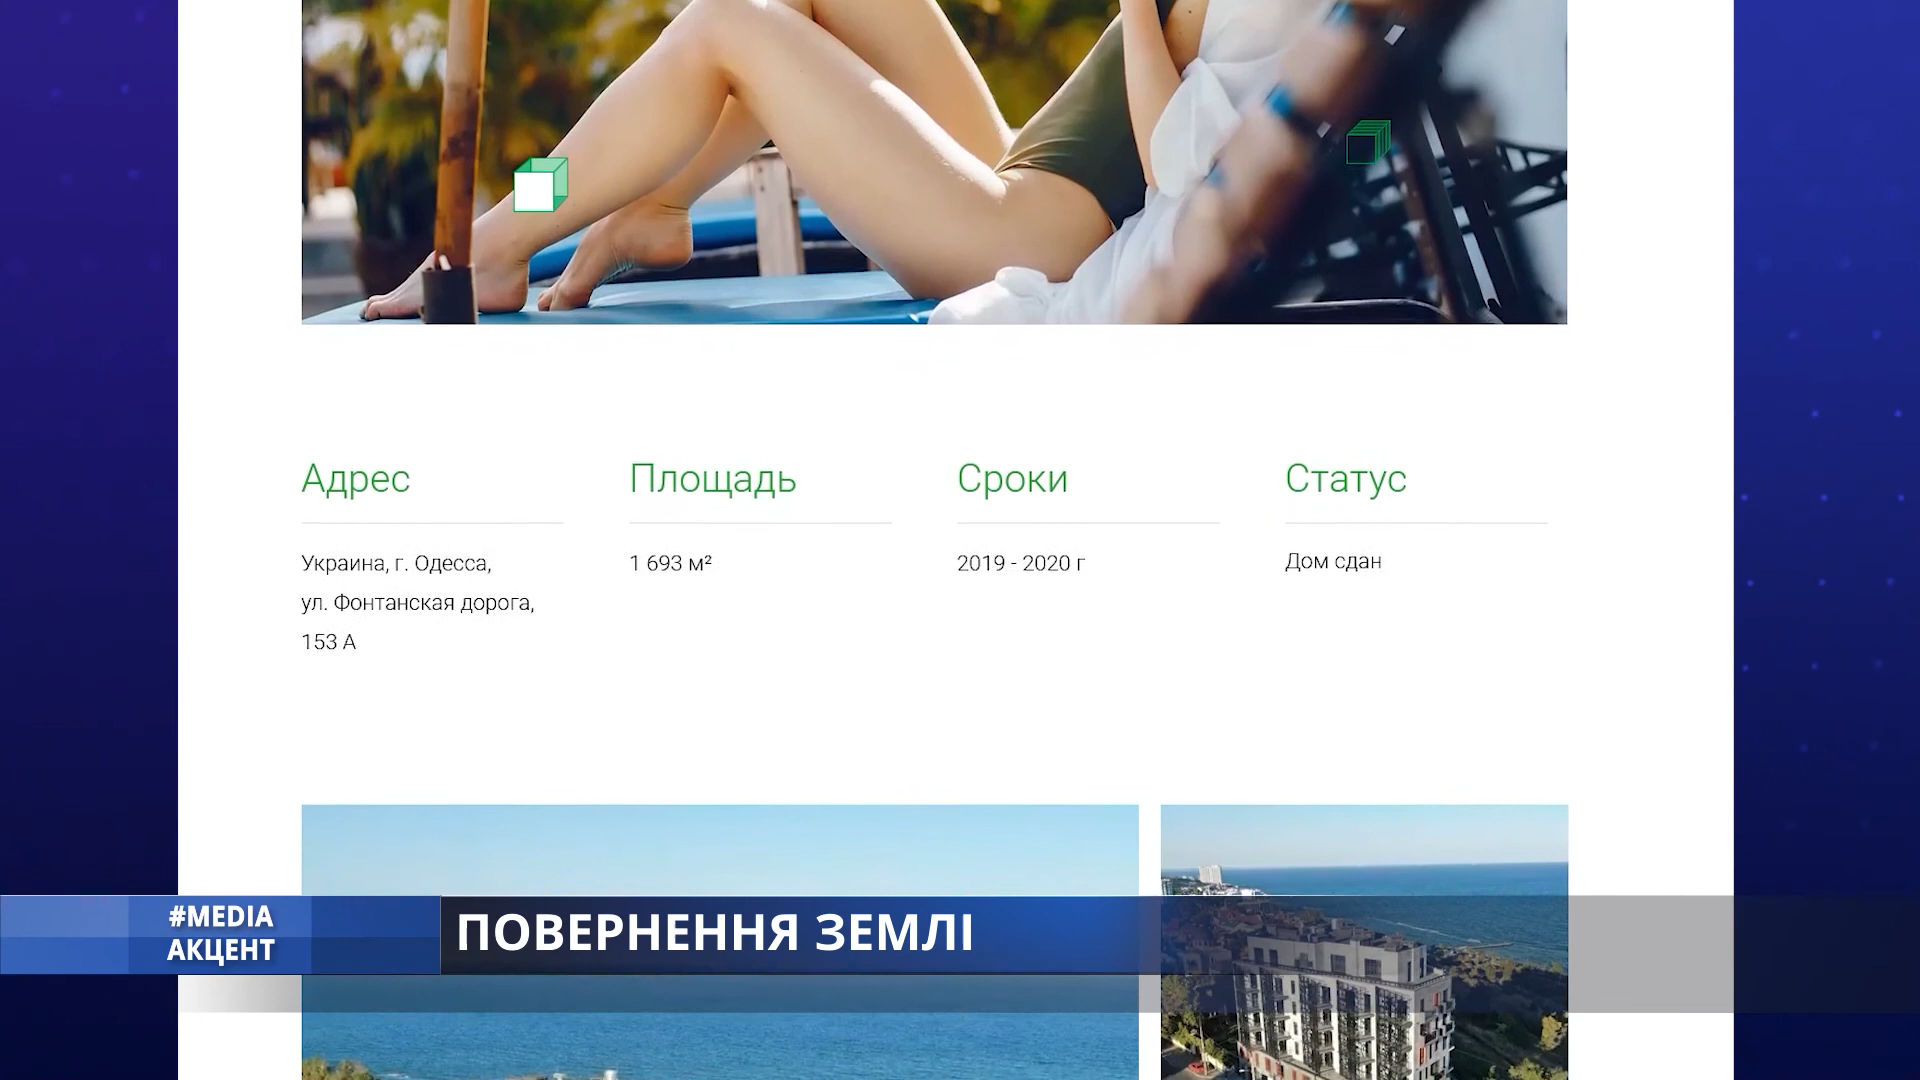 Адрес
Площадь
Сроки
Статус
Украина, г. Одесса,
ул. Фонтанская дорога,
153 А
1 693 м²
2019 - 2020 г
Дом сдан
#MEDIA
АКЦЕНТ
ПОВЕРНЕННЯ ЗЕМЛІ